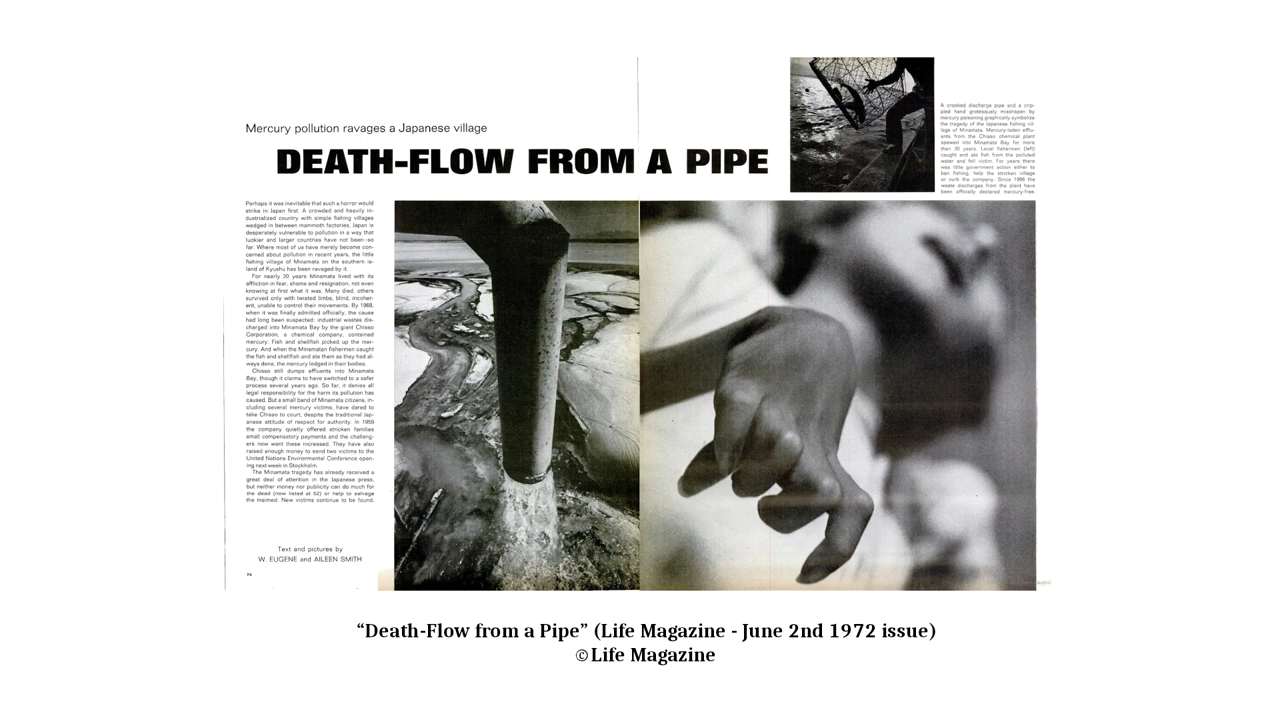 Mercury pollution ravages a Japanese village
DEATH-FLOW FROM A PIPE
A crooked discharge pipe and a crip-
pled hand grotesquely misshapen by
mercury poisoning graphically symbolize
the tragedy of the Japanese fishing vil-
lage of Minamata. Mercury-laden efflu-
ents from the Chisso chemical plant
spewed into Minamata Bay for more
than 30 years. Local fishermen (left)
caught and ate fish from the polluted
water and fell victim. For years there
was little government action either to
ban fishing, help the stricken village
or curb the company. Since 1968 the
waste discharges from the plant have
been officially declared mercury-free.
Perhaps it was inevitable that such a horror would
strike in Japan first. A crowded and heavily in-
dustrialized country with simple fishing villages
wedged in between mammoth factories, Japan is
desperately vulnerable to pollution in a way that
luckier and larger countries have not been—so
far. Where most of us have merely become con-
cerned about pollution in recent years, the little
fishing village of Minamata on the southern is-
land of Kyushu has been ravaged by it.
For nearly 20 years Minamata lived with its
affliction in fear, shame and resignation, not even
knowing at first what it was. Many died, others
survived only with twisted limbs, blind, incoher-
ent, unable to control their movements. By 1968,
when it was finally admitted officially, the cause
had long been suspected: industrial wastes dis-
charged into Minamata Bay by the giant Chisso
Corporation, a chemical company, contained
mercury. Fish and shellfish picked up the mer-
cury. And when the Minamatan fishermen caught
the fish and shellfish and ate them as they had al-
ways done, the mercury lodged in their bodies.
Chisso still dumps effluents into Minamata
Bay, though it claims to have switched to a safer
process several years ago. So far, it denies all
legal responsibility for the harm its pollution has
caused. But a small band of Minamata citizens, in-
cluding several mercury victims, have dared to
take Chisso to court, despite the traditional Jap-
anese attitude of respect for authority. In 1959
the company quietly offered stricken families
small compensatory payments and the challeng-
ers now want these increased. They have also
raised enough money to send two victims to the
United Nations Environmental Conference open-
ing next week in Stockholm.
The Minamata tragedy has already received a
great deal of attention in the Japanese press,
but neither money nor publicity can do much for
the dead (now listed at 52) or help to salvage
the maimed. New victims continue to be found.
Text and pictures by
W. EUGENE and AILEEN SMITH
74
“Death-Flow from a Pipe” (Life Magazine - June 2nd 1972 issue)
©Life Magazine